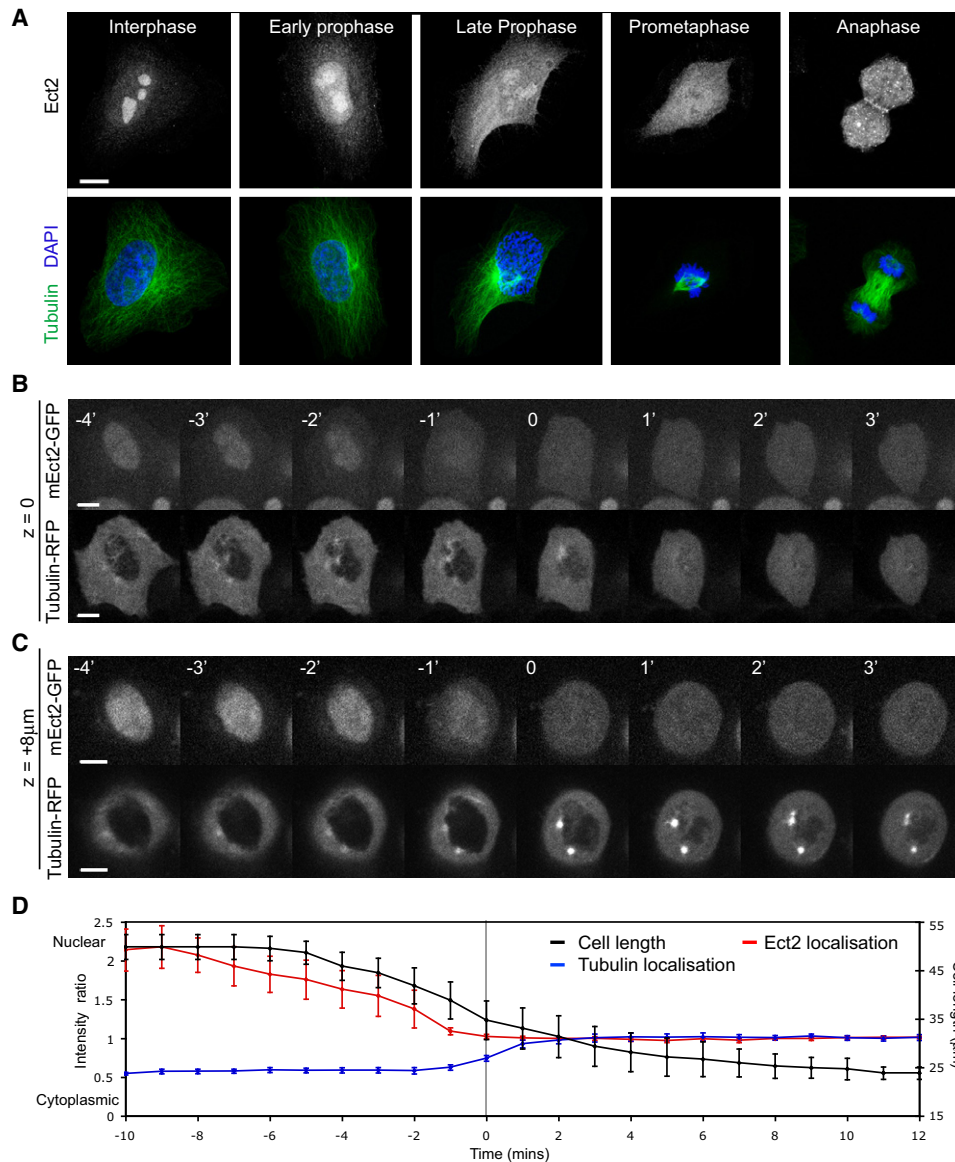 A
Interphase Early prophase Late Prophase Prometaphase Anaphase
Ect2
Tubulin DAPI
B
z = 0
mEct2-GFP
-4’ -3’ -2’ -1’ 0 1’ 2’ 3’
Tubulin-RFP
C
z = +8μm
mEct2-GFP
-4’ -3’ -2’ -1’ 0 1’ 2’ 3’
Tubulin-RFP
D
Nuclear
Cytoplasmic
Intensity ratio
2.5
2
1.5
1
0.5
0
Cell length
Ect2 localisation
Tubulin localisation
55
45
35
25
15
-10 -8 -6 -4 -2 0 2 4 6 8 10 12
Time (mins)